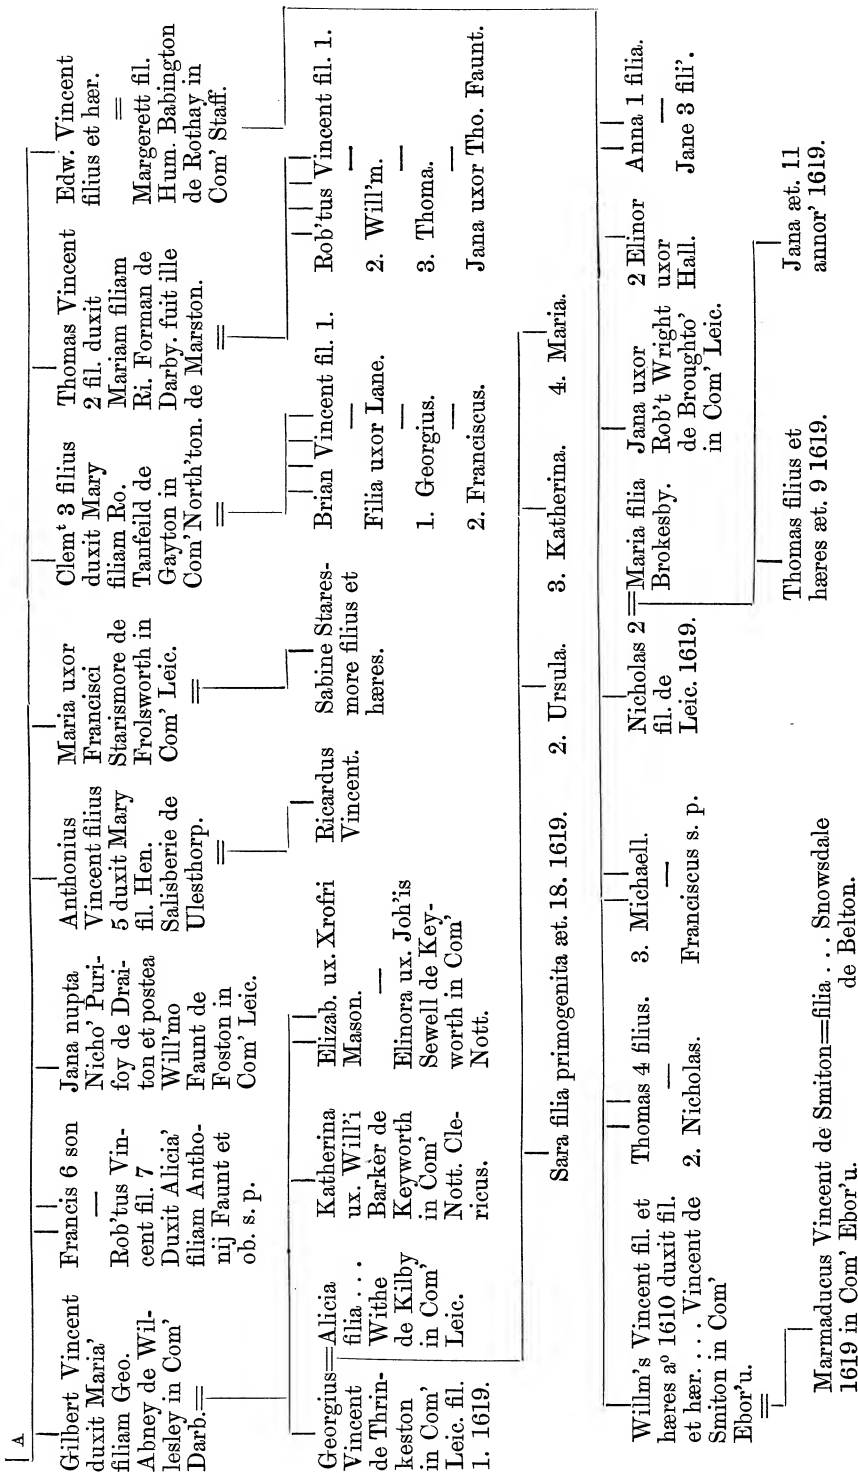 A
Gilbert Vincent
duxit Maria'
filiam Geo.
Abney de Wil-
lesley in Com'
Darb.
Francis 6 son
Rob'tus Vin-
cent fil. 7
Duxit Alicia'
filiam Antho-
nij Faunt et
ob. s. p.
Jana nupta
Nicho' Puri-
foy de Drai-
ton et postea
Will'mo
Faunt de
Foston in
Com' Leic.
Anthonius
Vincent filius
5 duxit Mary
fil. Hen.
Salisberie de
Ulesthorp.
Maria uxor
Francisci
Starismore de
Frolsworth in
Com' Leic.
Clemᵗ 3 filius
duxit Mary
filiam Ro.
Tanfeild de
Gayton in
Com' North'ton.
Thomas Vincent
2 fil. duxit
Mariam filiam
Ri. Forman de
Darby. fuit ille
de Marston.
Edw. Vincent
filius et hær.
Margerett fil.
Hum. Babington
de Rothay in
Com' Staff.
Georgius=Alicia
Vincent filia ...
de Thrin- Withe
keston de Kilby
in Com' in Com'
Leic. fil. Leic.
1. 1619.
Katherina
ux. Will'i
Barker de
Keyworth
in Com'
Nott. Cle-
ricus.
Elizab. ux. Xrofri
Mason.
Elinora ux. Joh'is
Sewell de Key-
worth in Com'
Nott.
Ricardus
Vincent.
Sabine Stares-
more filius et
hæres.
Brian Vincent fil. 1.
Filia uxor Lane.
1. Georgius.
2. Franciscus.
Rob'tus Vincent fil. 1.
2. Will'm.
3. Thoma.
Jana uxor Tho. Faunt.
Sara filia primogenita æt. 18. 1619.
2. Ursula.
3. Katherina.
4. Maria.
Willm's Vincent fil. et
hæres aº 1610 duxit fil.
et hær.... Vincent de
Smiton in Com'
Ebor'u.
Thomas 4 filius.
2. Nicholas.
3. Michaell.
Franciscus s. p.
Nicholas 2=Maria filia
fil. de Brokesby.
Leic. 1619.
Jana uxor
Rob't Wright
de Broughto'
in Com' Leic.
2 Elinor
uxor
Hall.
Anna 1 filia.
Jane 3 fili'.
Thomas filius et
hæres æt. 9 1619.
Jana æt. 11
annor' 1619.
Marmaducus Vincent de Smiton=filia ... Snowsdale
1619 in Com' Ebor'u. de Belton.